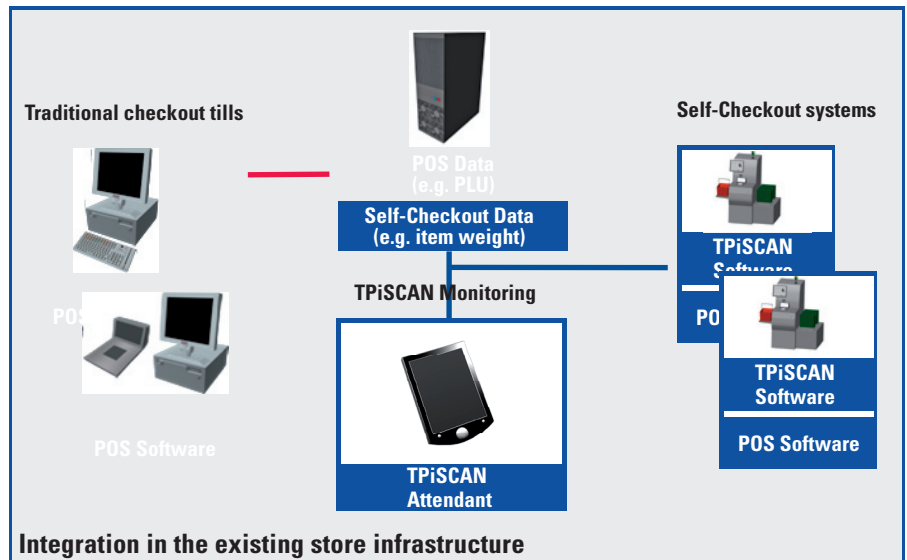 Traditional checkout tills
POS Data
(e.g. PLU)
Self-Checkout systems
Self-Checkout Data
(e.g. item weight)
TPiSCAN Monitoring
POS Software
TPiSCAN
Attendant
TPiSCAN
Software
TPiSCAN
Software
POS Software
Integration in the existing store infrastructure